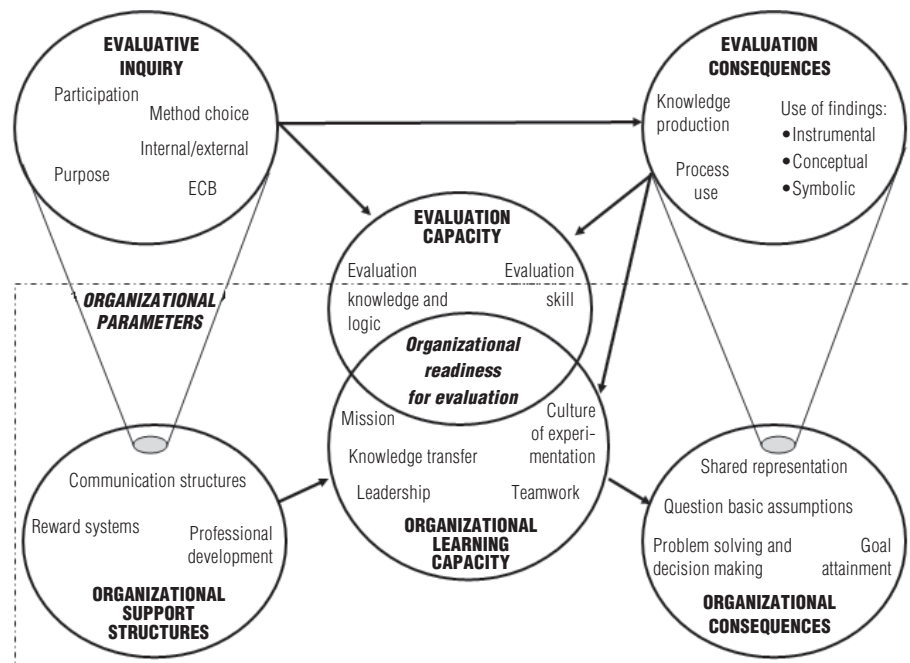 EVALUATIVE
INQUIRY
Participation
Method choice
Internal/external
Purpose
ECB
EVALUATION
CONSEQUENCES
Knowledge
production
Use of findings:
•Instrumental
•Conceptual
•Symbolic
Process
use
EVALUATION
CAPACITY
Evaluation
knowledge and
logic
Evaluation
skill
ORGANIZATIONAL
PARAMETERS
Organizational
readiness
for evaluation
Mission
Culture
of experi-
mentation
Knowledge transfer
Leadership
Teamwork
ORGANIZATIONAL
LEARNING
CAPACITY
Communication structures
Reward systems
Professional
development
ORGANIZATIONAL
SUPPORT
STRUCTURES
Shared representation
Question basic assumptions
Problem solving and
decision making
Goal
attainment
ORGANIZATIONAL
CONSEQUENCES